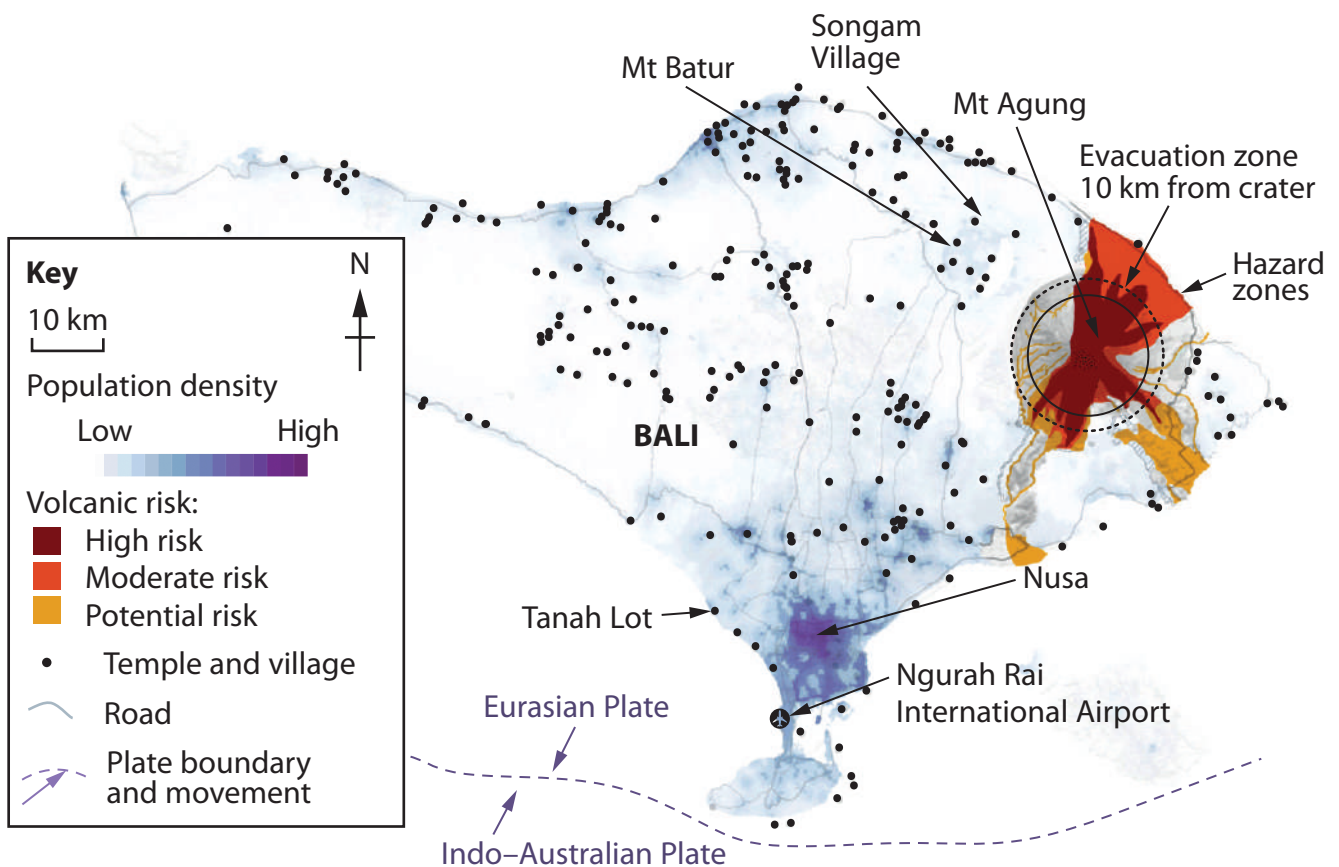 Songam
Village
Mt Batur
Mt Agung
Evacuation zone
10 km from crater
Hazard
zones
Key
N
10 km
Population density
Low
High
Volcanic risk:
High risk
Moderate risk
Potential risk
Temple and village
Road
Plate boundary
and movement
BALI
Nusa
Tanah Lot
Ngurah Rai
International Airport
Eurasian Plate
Indo–Australian Plate